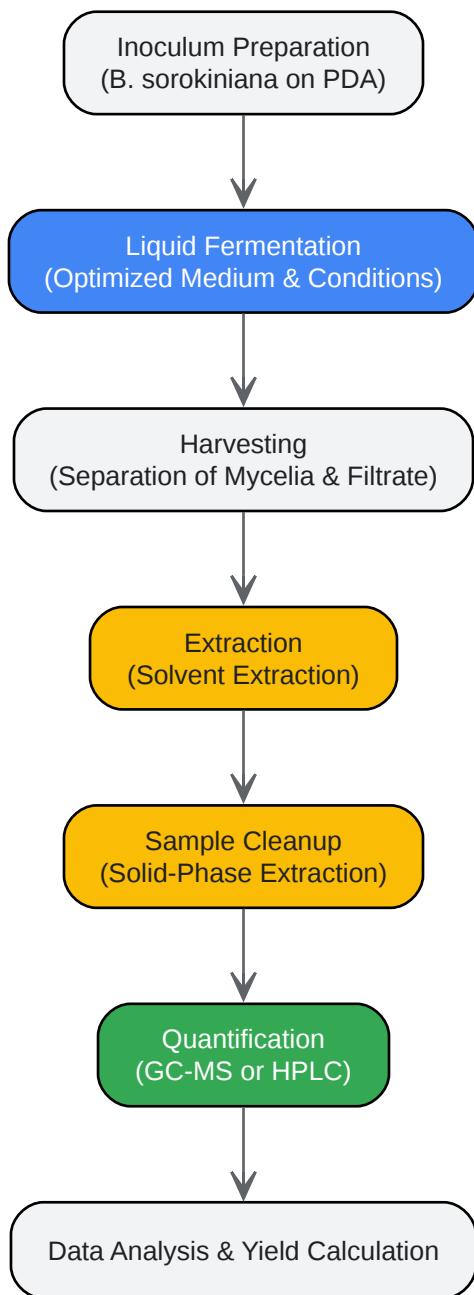 Inoculum Preparation
(B. sorokiniana on PDA)
Liquid Fermentation
(Optimized Medium & Conditions)
Harvesting
(Separation of Mycelia & Filtrate)
Extraction
(Solvent Extraction)
Sample Cleanup
(Solid-Phase Extraction)
Quantification
(GC-MS or HPLC)
Data Analysis & Yield Calculation